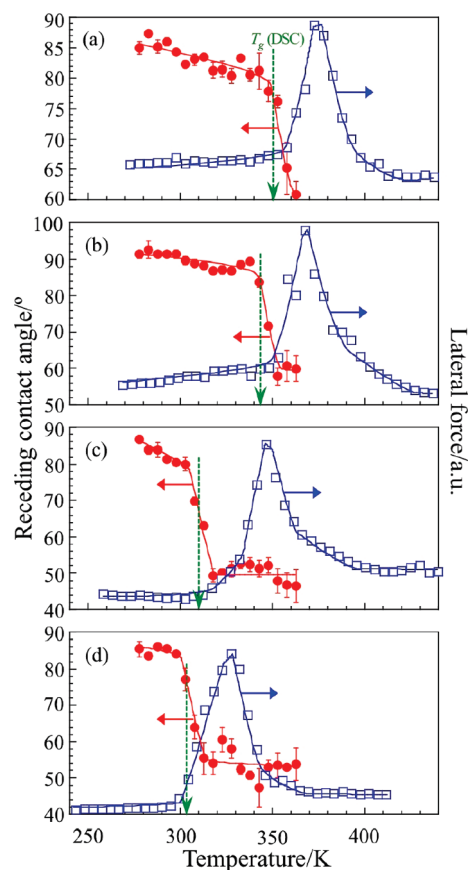 (a)
T_g (DSC)
90
85
80
75
70
65
60
(b)
100
90
80
70
60
50
(c)
90
80
70
60
50
40
(d)
90
80
70
60
50
40
250 300 350 400
Temperature/K
Receding contact angle/º
Lateral force/a.u.